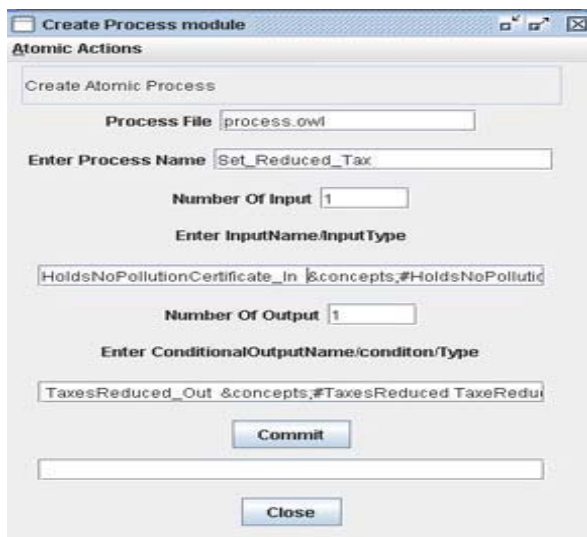 Create Process module
Atomic Actions
Create Atomic Process
Process File process.owl
Enter Process Name Set_Reduced_Tax
Number Of Input 1
Enter InputName/InputType
HoldsNoPollutionCertificate_In &concepts;#HoldsNoPollutic
Number Of Output 1
Enter ConditionalOutputName/conditon/Type
TaxesReduced_Out &concepts;#TaxesReduced TaxeRedu
Commit
Close